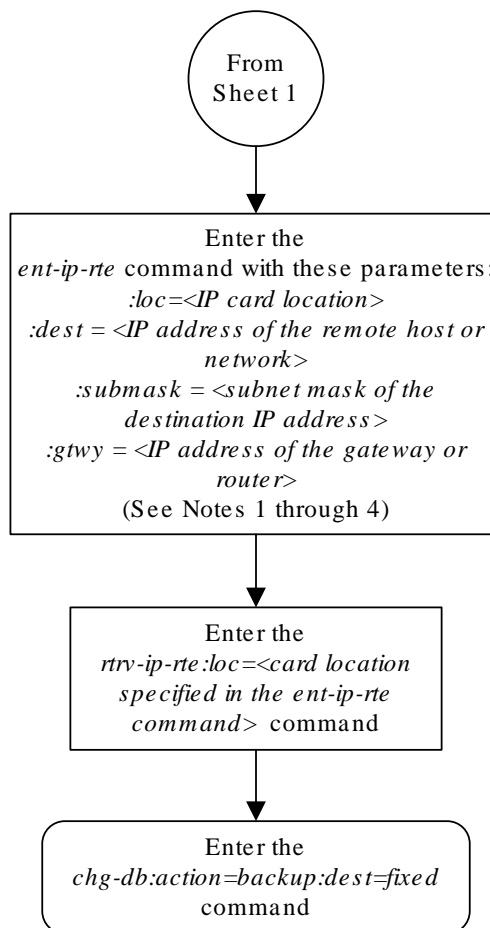 From
Sheet 1
Enter the
ent-ip-rte command with these parameters:
:loc=<IP card location>
:dest = <IP address of the remote host or
network>
:submask = <subnet mask of the
destination IP address>
:gtwy = <IP address of the gateway or
router>
(See Notes 1 through 4)
Enter the
rtrv-ip-rte:loc=<card location
specified in the ent-ip-rte
command> command
Enter the
chg-db:action=backup:dest=fixed
command